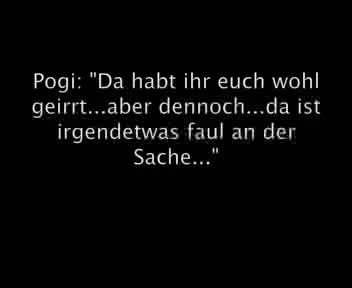 Pogi: "Da habt ihr euch wohl
geirrt...aber dennoch...da ist
irgendetwas faul an der
Sache..."